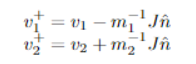 v₁⁺ = v₁ − m₁⁻¹Jn̂
v₂⁺ = v₂ + m₂⁻¹Jn̂